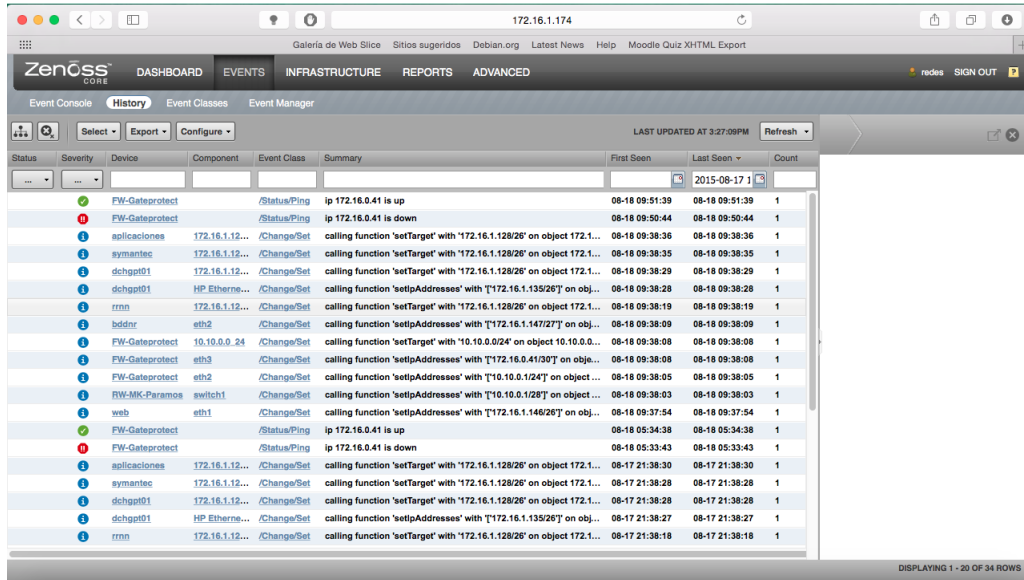 172.16.1.174
Galería de Web Slice Sitios sugeridos Debian.org Latest News Help Moodle Quiz XHTML Export
Zenoss CORE DASHBOARD EVENTS INFRASTRUCTURE REPORTS ADVANCED redes SIGN OUT ?
Event Console History Event Classes Event Manager
Select Export Configure LAST UPDATED AT 3:27:09PM Refresh
Status Severity Device Component Event Class Summary First Seen Last Seen Count
... ... 2015-08-17 1
FW-Gateprotect /Status/Ping ip 172.16.0.41 is up 08-18 09:51:39 08-18 09:51:39 1
FW-Gateprotect /Status/Ping ip 172.16.0.41 is down 08-18 09:50:44 08-18 09:50:44 1
aplicaciones 172.16.1.12... /Change/Set calling function 'setTarget' with '172.16.1.128/26' on object 172.1... 08-18 09:38:36 08-18 09:38:36 1
symantec 172.16.1.12... /Change/Set calling function 'setTarget' with '172.16.1.128/26' on object 172.1... 08-18 09:38:35 08-18 09:38:35 1
dchgpt01 172.16.1.12... /Change/Set calling function 'setTarget' with '172.16.1.128/26' on object 172.1... 08-18 09:38:29 08-18 09:38:29 1
dchgpt01 HP Etherne... /Change/Set calling function 'setIpAddresses' with '['172.16.1.135/26']' on obj... 08-18 09:38:28 08-18 09:38:28 1
rrnn 172.16.1.12... /Change/Set calling function 'setTarget' with '172.16.1.128/26' on object 172.1... 08-18 09:38:19 08-18 09:38:19 1
bddnr eth2 /Change/Set calling function 'setIpAddresses' with '['172.16.1.147/27']' on obj... 08-18 09:38:09 08-18 09:38:09 1
FW-Gateprotect 10.10.0.0_24 /Change/Set calling function 'setTarget' with '10.10.0.0/24' on object 10.10.0.0... 08-18 09:38:08 08-18 09:38:08 1
FW-Gateprotect eth3 /Change/Set calling function 'setIpAddresses' with '['172.16.0.41/30']' on obje... 08-18 09:38:08 08-18 09:38:08 1
FW-Gateprotect eth2 /Change/Set calling function 'setIpAddresses' with '['10.10.0.1/24']' on object ... 08-18 09:38:05 08-18 09:38:05 1
RW-MK-Paramos switch1 /Change/Set calling function 'setIpAddresses' with '['10.10.0.1/28']' on object ... 08-18 09:38:03 08-18 09:38:03 1
web eth1 /Change/Set calling function 'setIpAddresses' with '['172.16.1.146/26']' on obj... 08-18 09:37:54 08-18 09:37:54 1
FW-Gateprotect /Status/Ping ip 172.16.0.41 is up 08-18 05:34:38 08-18 05:34:38 1
FW-Gateprotect /Status/Ping ip 172.16.0.41 is down 08-18 05:33:43 08-18 05:33:43 1
aplicaciones 172.16.1.12... /Change/Set calling function 'setTarget' with '172.16.1.128/26' on object 172.1... 08-17 21:38:30 08-17 21:38:30 1
symantec 172.16.1.12... /Change/Set calling function 'setTarget' with '172.16.1.128/26' on object 172.1... 08-17 21:38:28 08-17 21:38:28 1
dchgpt01 172.16.1.12... /Change/Set calling function 'setTarget' with '172.16.1.128/26' on object 172.1... 08-17 21:38:28 08-17 21:38:28 1
dchgpt01 HP Etherne... /Change/Set calling function 'setIpAddresses' with '['172.16.1.135/26']' on obj... 08-17 21:38:27 08-17 21:38:27 1
rrnn 172.16.1.12... /Change/Set calling function 'setTarget' with '172.16.1.128/26' on object 172.1... 08-17 21:38:18 08-17 21:38:18 1
DISPLAYING 1 - 20 OF 34 ROWS